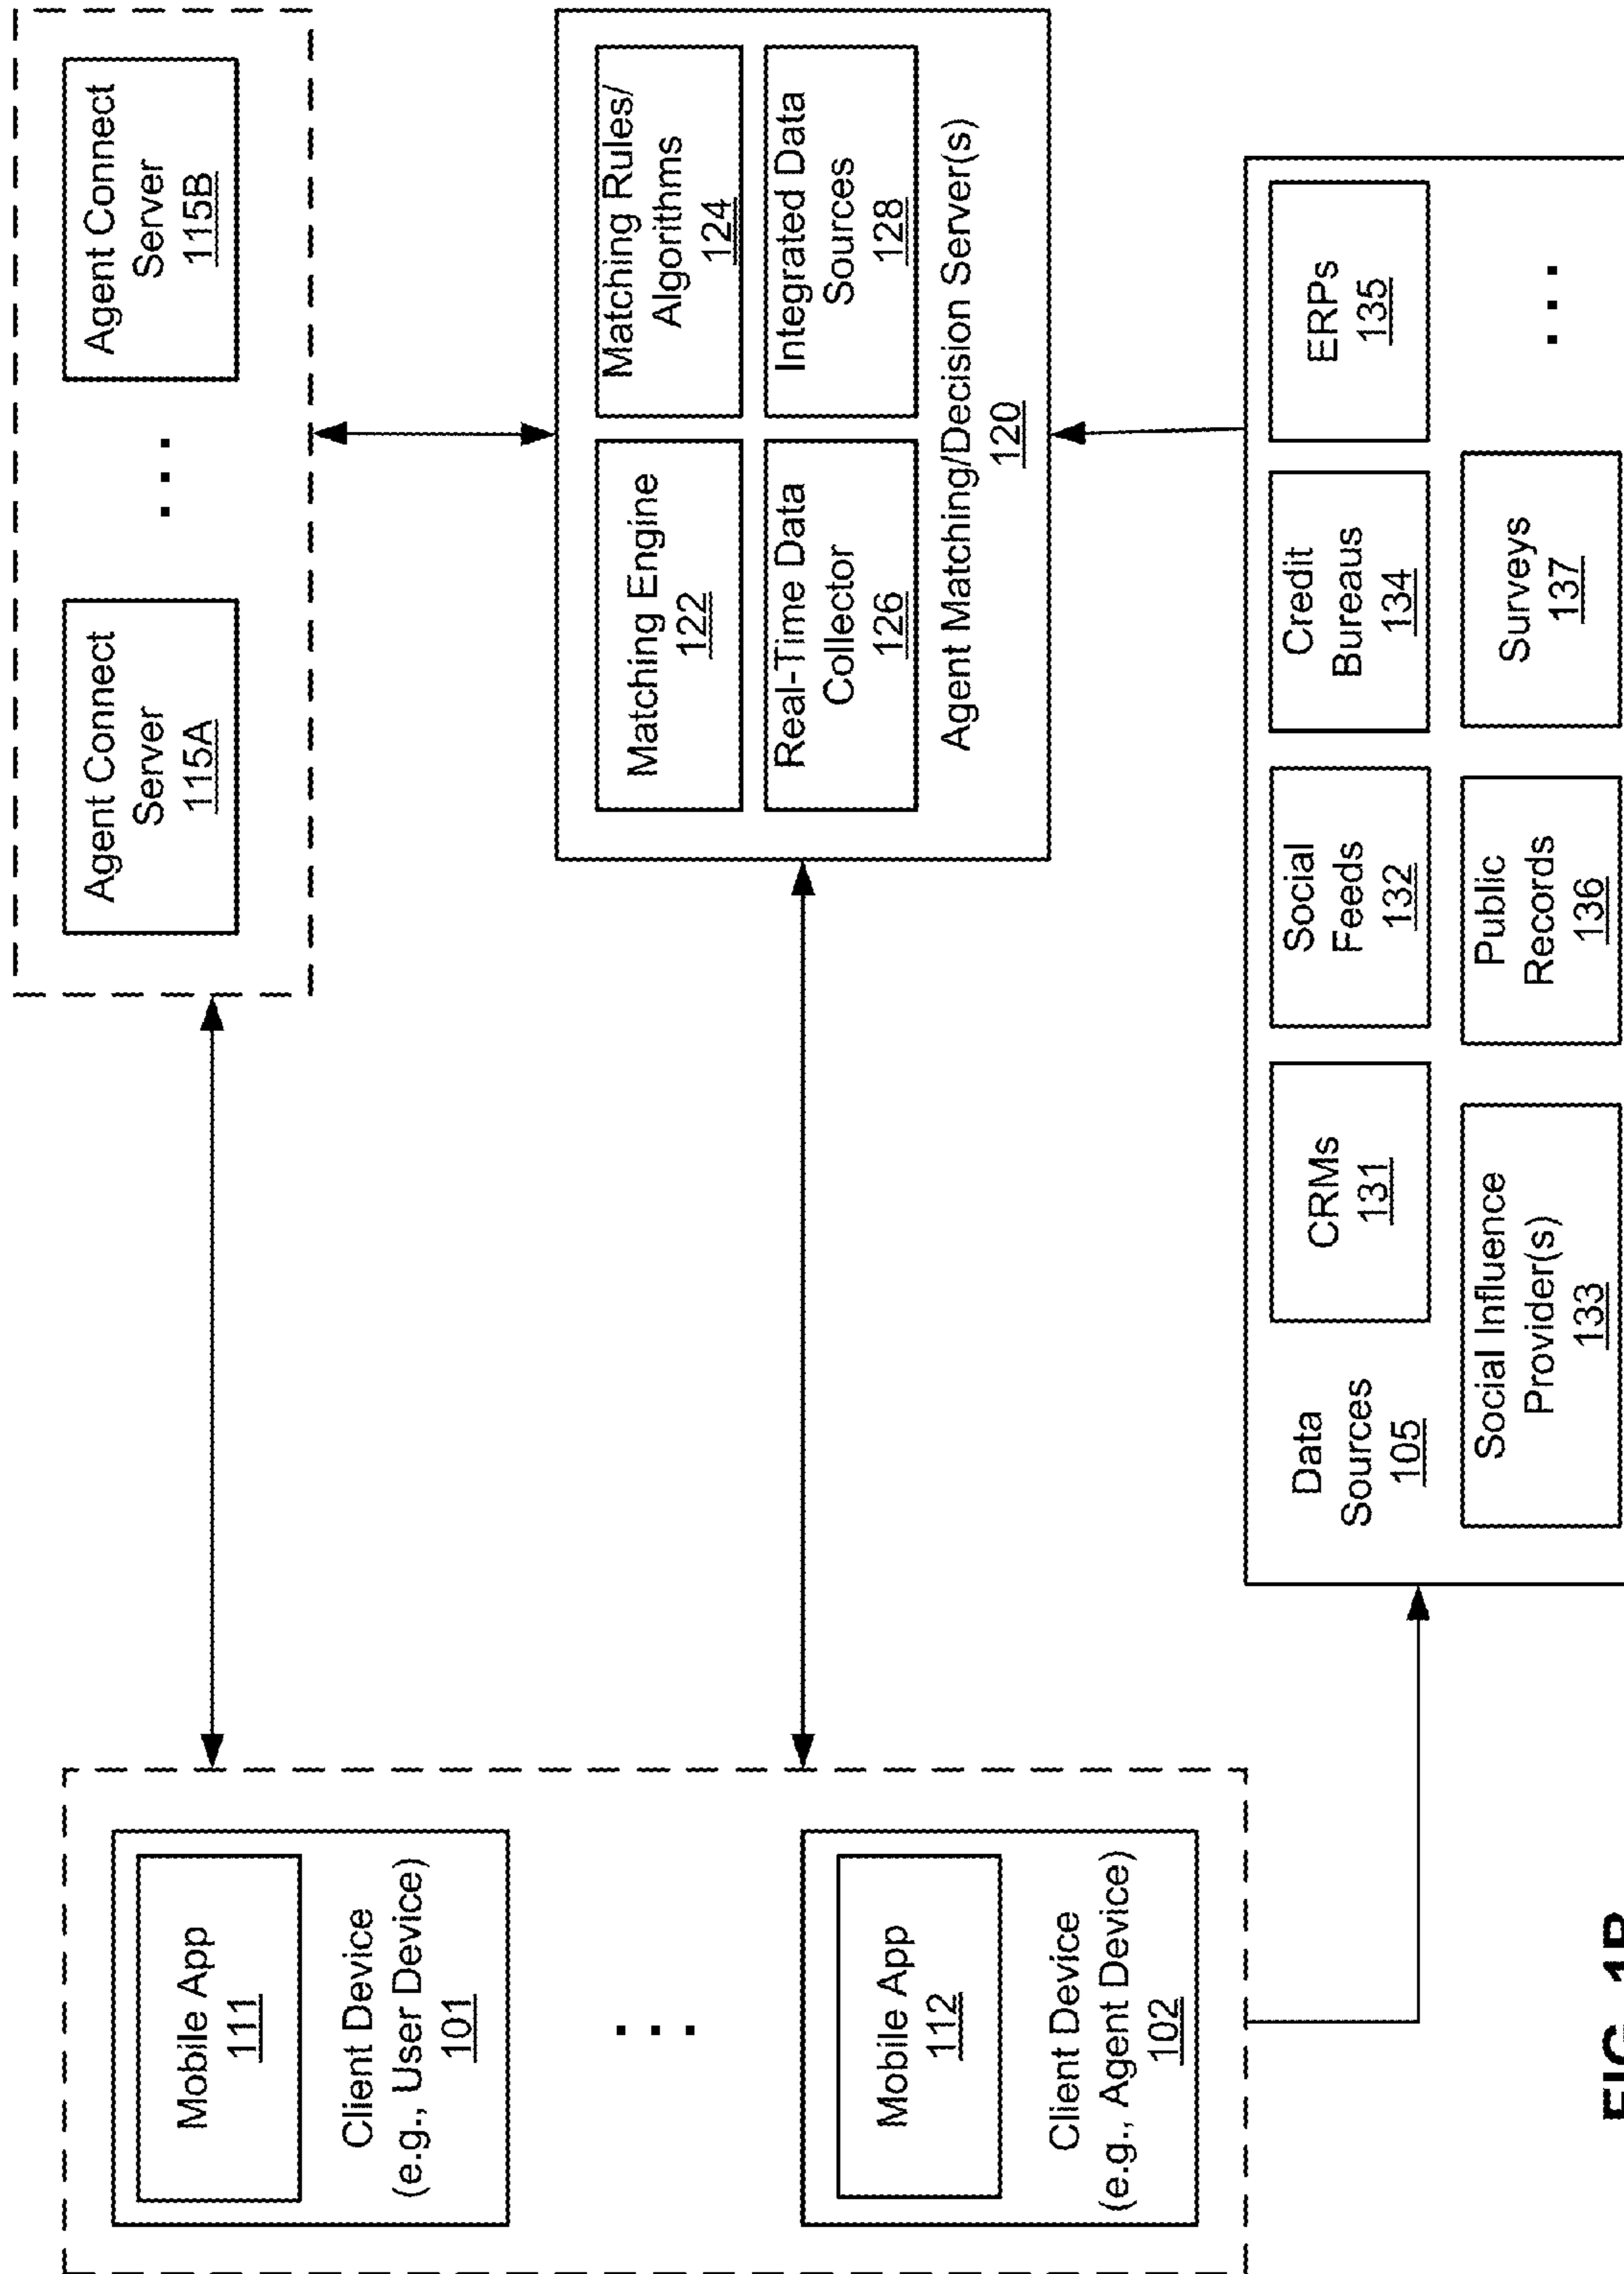 Mobile App
111
Client Device
(e.g., User Device)
101
. . .
Mobile App
112
Client Device
(e.g., Agent Device)
102
Agent Connect
Server
115A
. . .
Agent Connect
Server
115B
Matching Engine
122
Matching Rules/
Algorithms
124
Real-Time Data
Collector
126
Integrated Data
Sources
128
Agent Matching/Decision Server(s)
120
Data
Sources
105
CRMs
131
Social
Feeds
132
Credit
Bureaus
134
ERPs
135
Social Influence
Provider(s)
133
Public
Records
136
Surveys
137
. . .
FIG. 1B